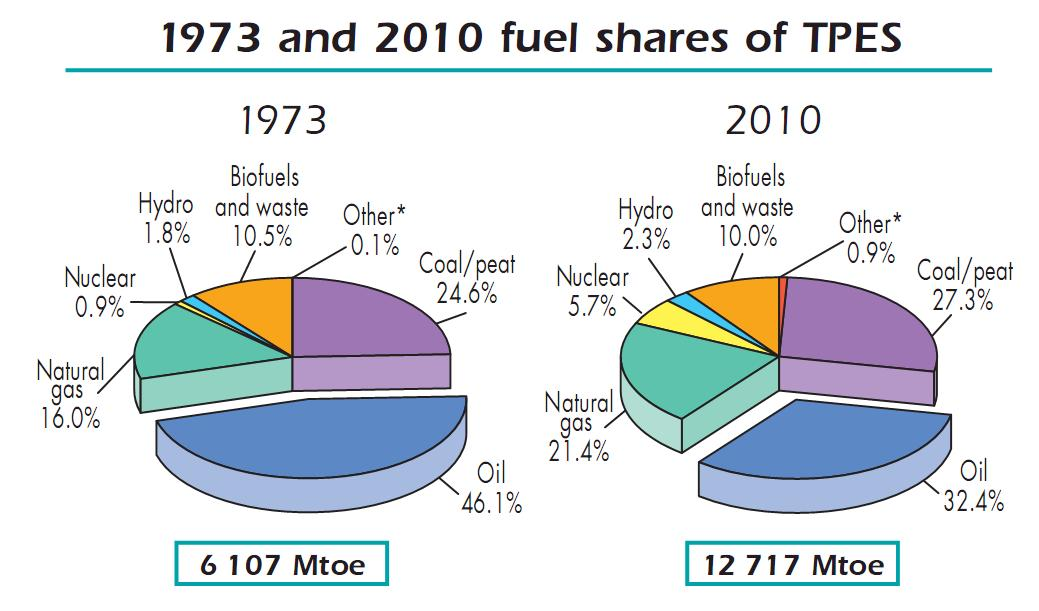 1973 and 2010 fuel shares of TPES
1973
Biofuels
and waste
10.5%
Hydro
1.8%
Other*
0.1%
Nuclear
0.9%
Coal/peat
24.6%
Natural
gas
16.0%
Oil
46.1%
6 107 Mtoe
2010
Biofuels
and waste
10.0%
Hydro
2.3%
Other*
0.9%
Nuclear
5.7%
Coal/peat
27.3%
Natural
gas
21.4%
Oil
32.4%
12 717 Mtoe